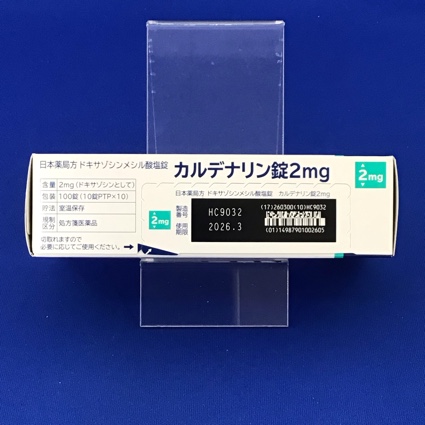 日本薬局方 ドキサゾシンメシル酸塩錠 カルデナリン錠2mg
2mg
含量 2mg(ドキサゾシンとして)
包装 100錠(10錠PTP×10)
貯法 室温保存
規制区分 処方箋医薬品
切取れますので
必要に応じてご使用ください。
2mg
日本薬局方 ドキサゾシンメシル酸塩錠 カルデナリン錠2mg
製造番号 HC9032
使用期限 2026.3
(17)260300(10)HC9032
(01)14987901002605